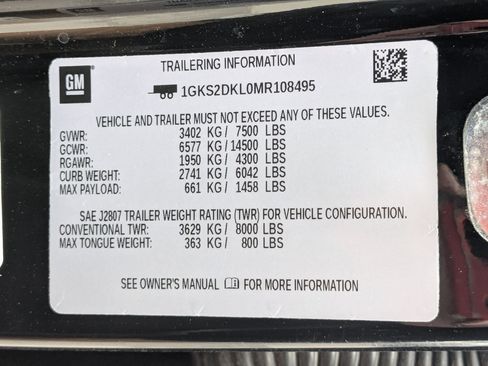 GM
TRAILERING INFORMATION
1GKS2DKL0MR108495
VEHICLE AND TRAILER MUST NOT EXCEED ANY OF THESE VALUES.
GVWR: 3402 KG / 7500 LBS
GCWR: 6577 KG / 14500 LBS
RGAWR: 1950 KG / 4300 LBS
CURB WEIGHT: 2741 KG / 6042 LBS
MAX PAYLOAD: 661 KG / 1458 LBS
SAE J2807 TRAILER WEIGHT RATING (TWR) FOR VEHICLE CONFIGURATION.
CONVENTIONAL TWR: 3629 KG / 8000 LBS
MAX TONGUE WEIGHT: 363 KG / 800 LBS
SEE OWNER'S MANUAL FOR MORE INFORMATION